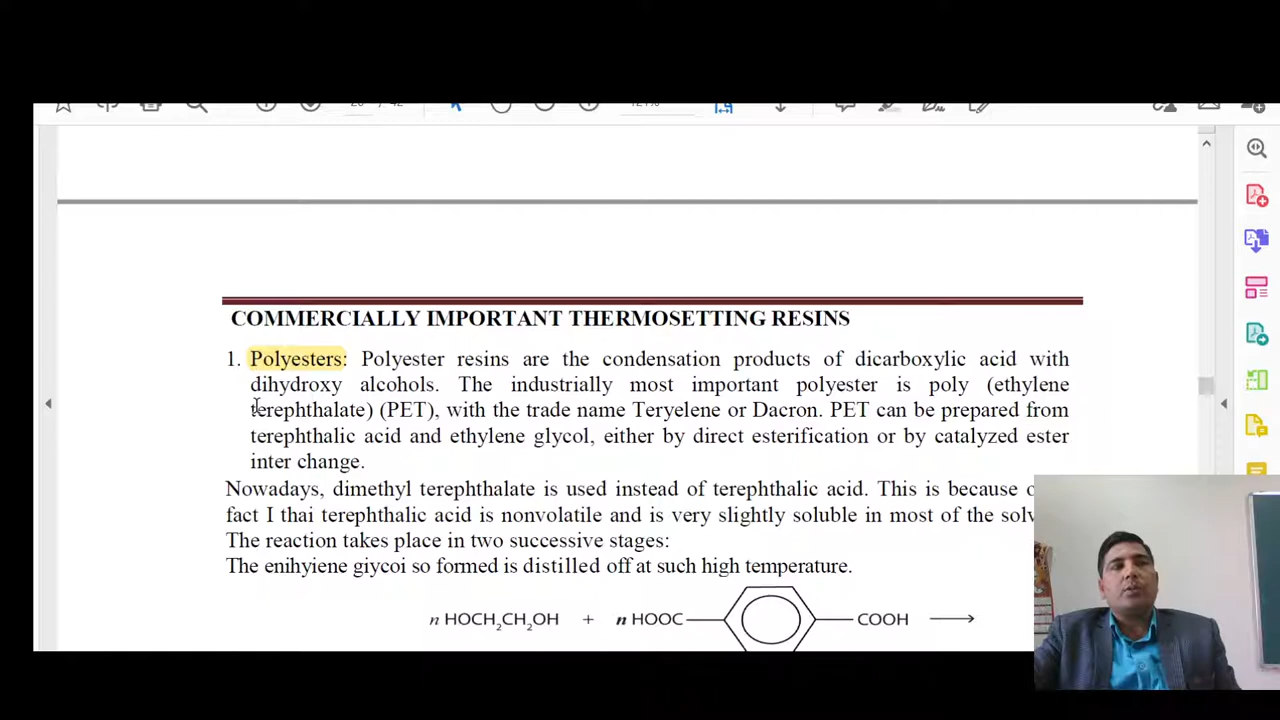 COMMERCIALLY IMPORTANT THERMOSETTING RESINS
1. Polyesters: Polyester resins are the condensation products of dicarboxylic acid with
dihydroxy alcohols. The industrially most important polyester is poly (ethylene
terephthalate) (PET), with the trade name Teryelene or Dacron. PET can be prepared from
terephthalic acid and ethylene glycol, either by direct esterification or by catalyzed ester
inter change.
Nowadays, dimethyl terephthalate is used instead of terephthalic acid. This is because
fact I thai terephthalic acid is nonvolatile and is very slightly soluble in most of the
The reaction takes place in two successive stages:
The enihyiene giycoi so formed is distilled off at such high temperature.
n HOCH2CH2OH + n HOOC COOH